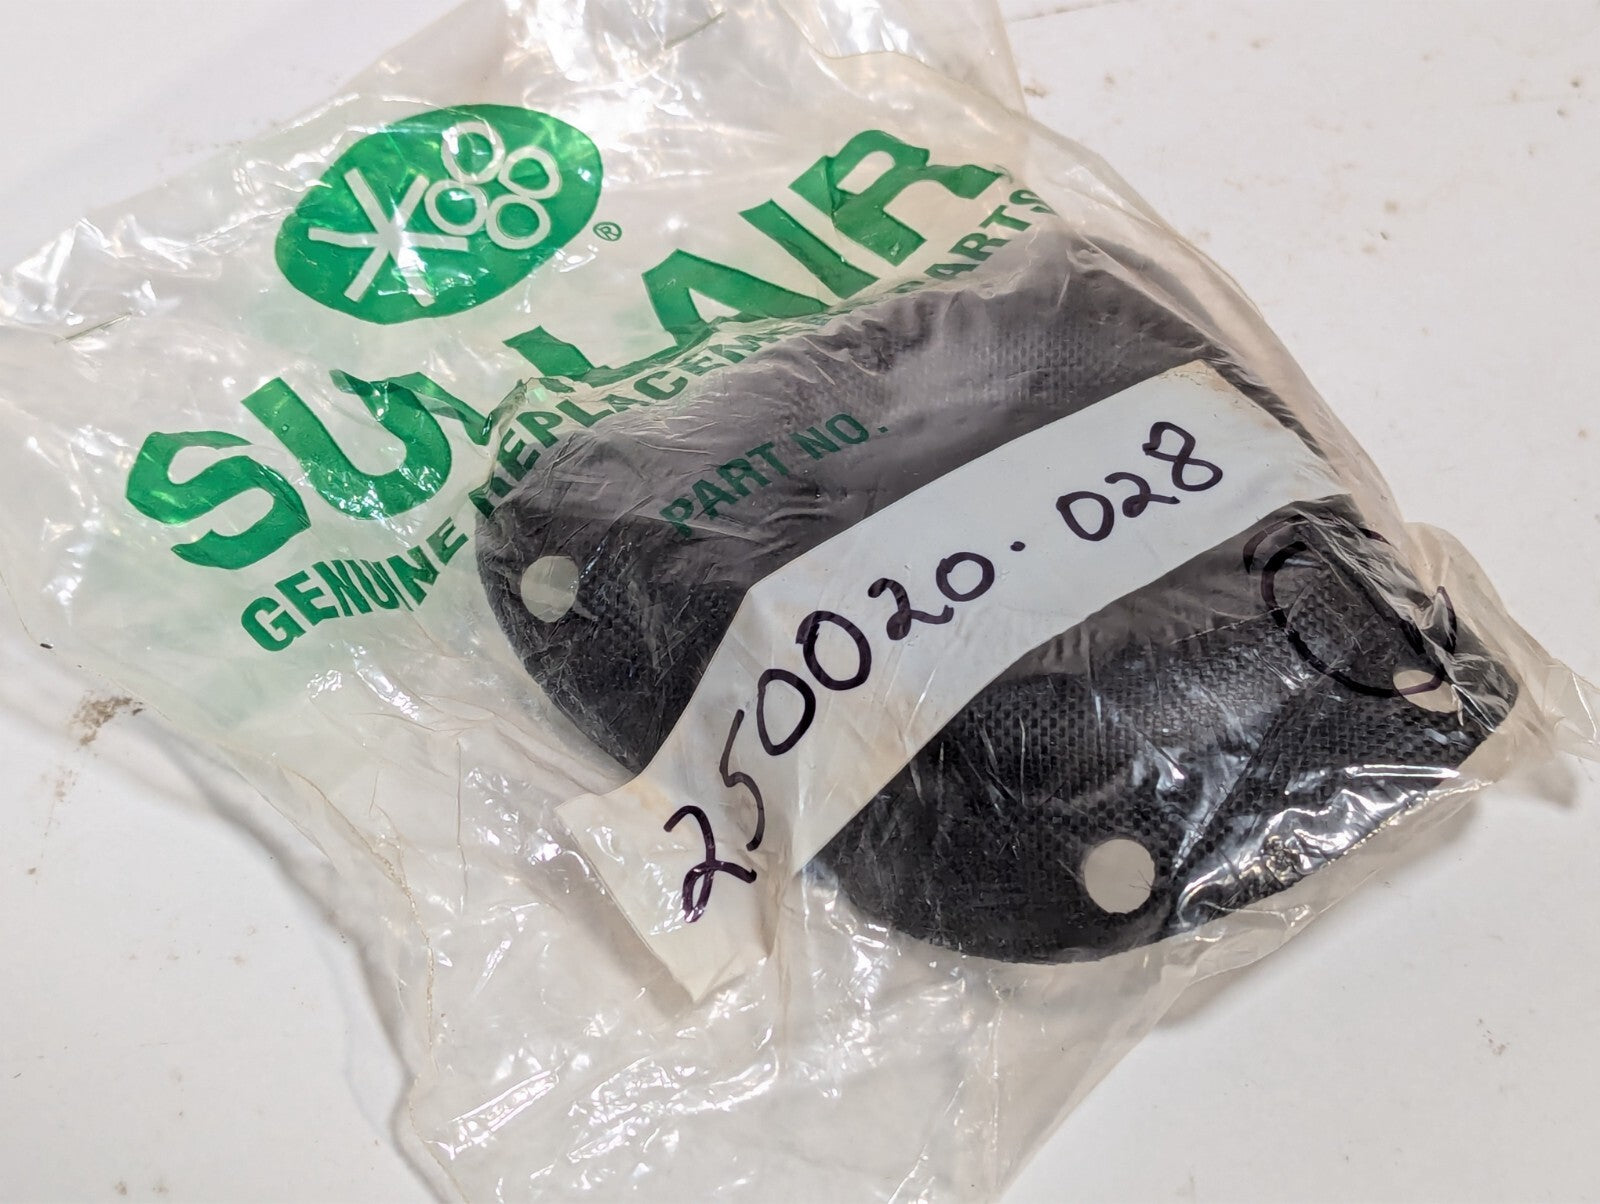 ®
SULLAIR
GENUINE REPLACEMENT PARTS
PART NO.
250020.028